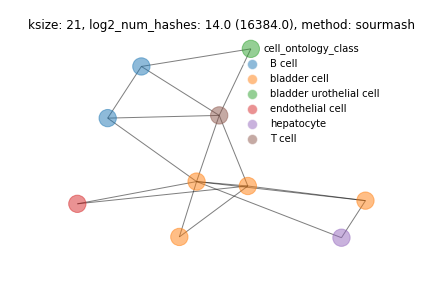 ksize: 21, log2_num_hashes: 14.0 (16384.0), method: sourmash
cell_ontology_class
B cell
bladder cell
bladder urothelial cell
endothelial cell
hepatocyte
T cell